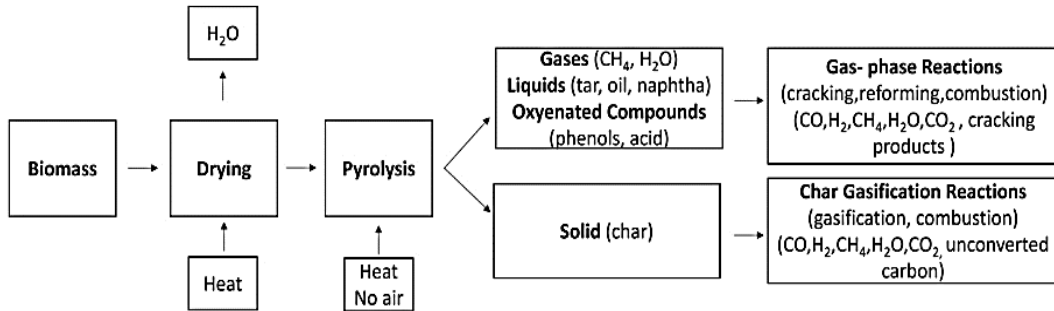 H₂O
Biomass
Drying
Pyrolysis
Heat
Heat
No air
Gases (CH₄, H₂O)
Liquids (tar, oil, naphtha)
Oxyenated Compounds
(phenols, acid)
Solid (char)
Gas- phase Reactions
(cracking,reforming,combustion)
(CO,H₂,CH₄,H₂O,CO₂ , cracking
products )
Char Gasification Reactions
(gasification, combustion)
(CO,H₂,CH₄,H₂O,CO₂, unconverted
carbon)